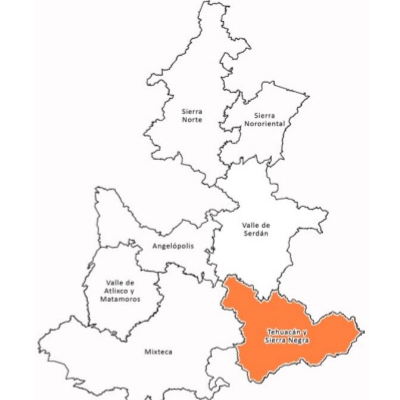 Sierra
Norte
Sierra
Nororiental
Valle de
Serdán
Angelópolis
Valle de
Atlixco y
Matamoros
Tehuacán y
Sierra Negra
Mixteca